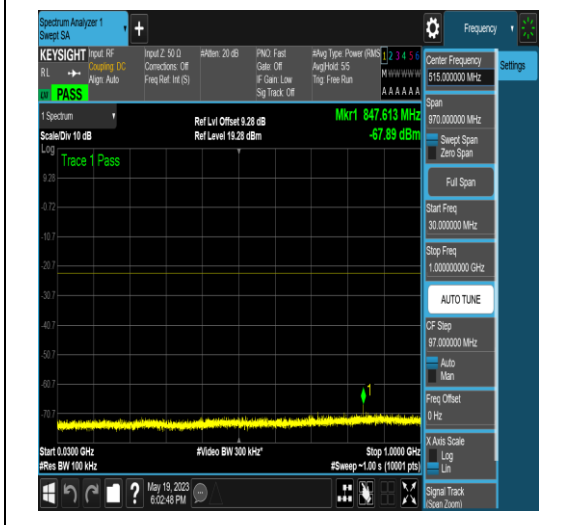 Spectrum Analyzer 1
Swept SA
+
Frequency
KEYSIGHT
Input: RF
Coupling: DC
Align: Auto
Input Z: 50 Ω
Corrections: Off
Freq Ref: Int (S)
#Atten: 20 dB
PNO: Fast
Gate: Off
IF Gain: Low
Sig Track: Off
#Avg Type: Power (RMS
Avg|Hold: 5/5
Trig: Free Run
1 2 3 4 5 6
M W W W W W
A A A A A A
RL
PASS
1 Spectrum
Scale/Div 10 dB
Ref Lvl Offset 9.28 dB
Ref Level 19.28 dBm
Mkr1 847.613 MHz
-67.89 dBm
Log
Trace 1 Pass
9.28
-0.72
-10.7
-20.7
-30.7
-40.7
-50.7
-60.7
-70.7
1
Start 0.0300 GHz
#Res BW 100 kHz
#Video BW 300 kHz*
Stop 1.0000 GHz
#Sweep ~1.00 s (10001 pts)
?
May 19, 2023
6:02:48 PM
Center Frequency
515.000000 MHz
Settings
Span
970.000000 MHz
Swept Span
Zero Span
Full Span
Start Freq
30.000000 MHz
Stop Freq
1.000000000 GHz
AUTO TUNE
CF Step
97.000000 MHz
Auto
Man
Freq Offset
0 Hz
X Axis Scale
Log
Lin
Signal Track
(Span Zoom)